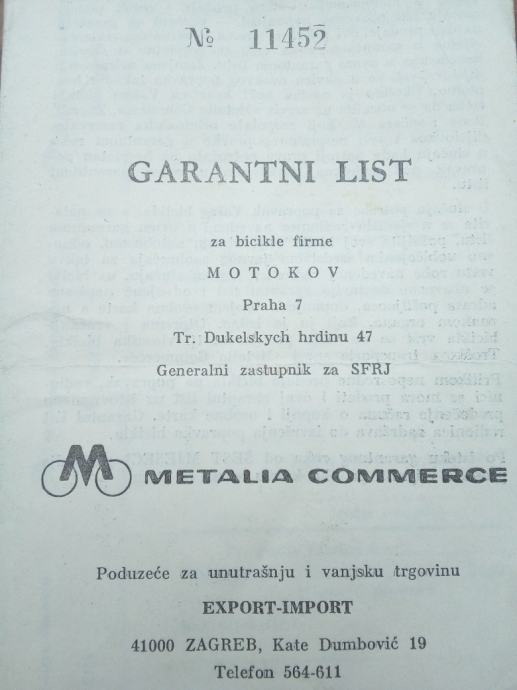 № 11452
GARANTNI LIST
za bicikle firme
MOTOKOV
Praha 7
Tr. Dukelskych hrdinu 47
Generalni zastupnik za SFRJ
M METALIA COMMERCE
Poduzeće za unutrašnju i vanjsku trgovinu
EXPORT-IMPORT
41000 ZAGREB, Kate Dumbović 19
Telefon 564-611